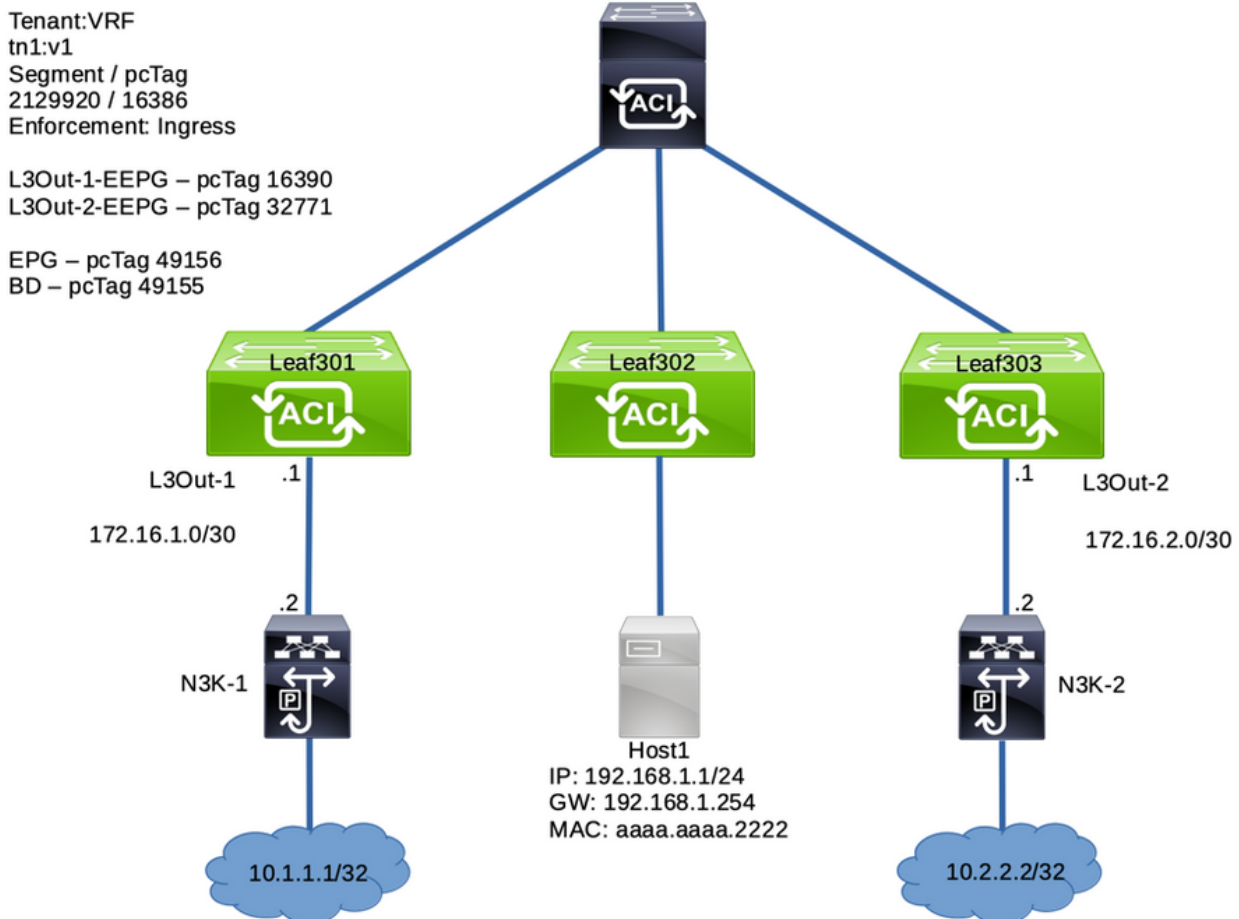 Tenant:VRF
tn1:v1
Segment / pcTag
2129920 / 16386
Enforcement: Ingress
L3Out-1-EEPG – pcTag 16390
L3Out-2-EEPG – pcTag 32771
EPG – pcTag 49156
BD – pcTag 49155
ACI
Leaf301
ACI
Leaf302
ACI
Leaf303
ACI
L3Out-1
.1
172.16.1.0/30
.2
.1
L3Out-2
172.16.2.0/30
.2
N3K-1
P
Host1
IP: 192.168.1.1/24
GW: 192.168.1.254
MAC: aaaa.aaaa.2222
P
N3K-2
10.1.1.1/32
10.2.2.2/32